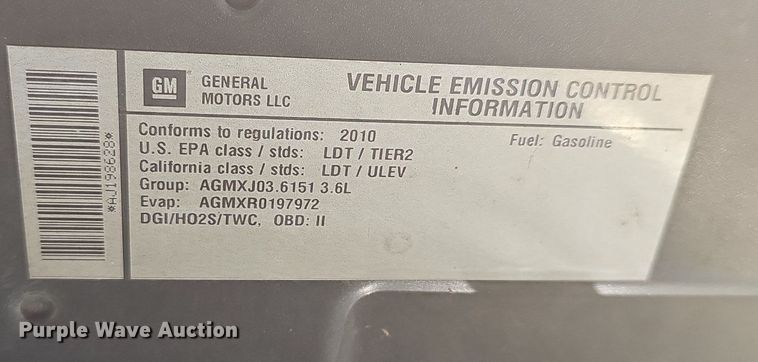 GM
GENERAL
MOTORS LLC
VEHICLE EMISSION CONTROL
INFORMATION
Conforms to regulations: 2010
Fuel: Gasoline
U.S. EPA class / stds: LDT / TIER2
California class / stds: LDT / ULEV
Group: AGMXJ03.6151 3.6L
Evap: AGMXR0197972
DGI/HO2S/TWC, OBD: II
*AJ198628*
Purple Wave Auction